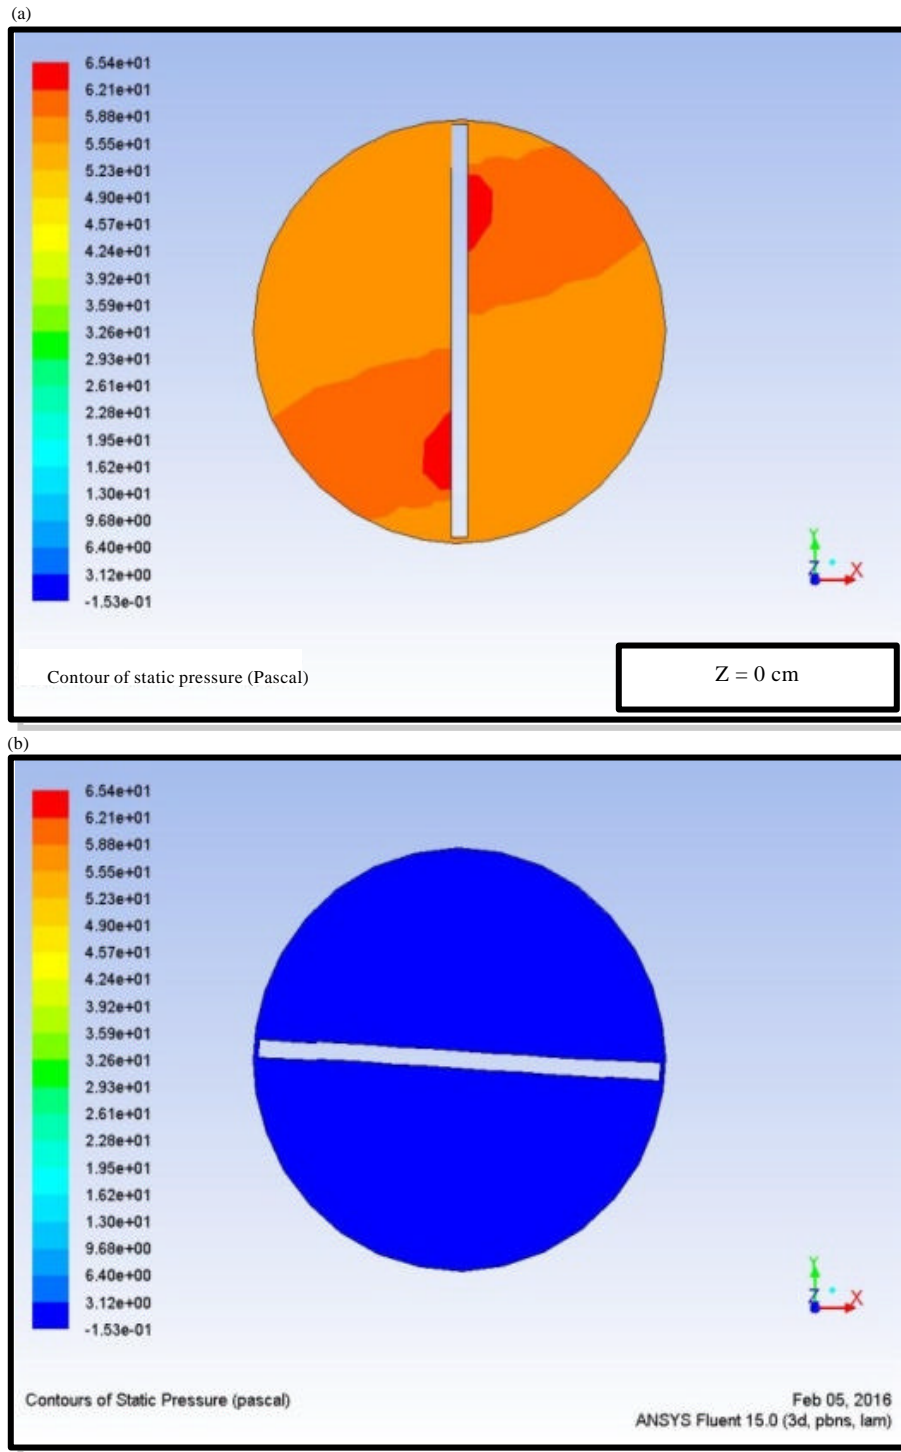 (a)
6.54e+01
6.21e+01
5.88e+01
5.55e+01
5.23e+01
4.90e+01
4.57e+01
4.24e+01
3.92e+01
3.59e+01
3.26e+01
2.93e+01
2.61e+01
2.28e+01
1.95e+01
1.62e+01
1.30e+01
9.68e+00
6.40e+00
3.12e+00
-1.53e-01
Y
Z X
Contour of static pressure (Pascal)
Z = 0 cm
(b)
6.54e+01
6.21e+01
5.88e+01
5.55e+01
5.23e+01
4.90e+01
4.57e+01
4.24e+01
3.92e+01
3.59e+01
3.26e+01
2.93e+01
2.61e+01
2.28e+01
1.95e+01
1.62e+01
1.30e+01
9.68e+00
6.40e+00
3.12e+00
-1.53e-01
Y
Z X
Contours of Static Pressure (pascal)
Feb 05, 2016
ANSYS Fluent 15.0 (3d, pbns, lam)